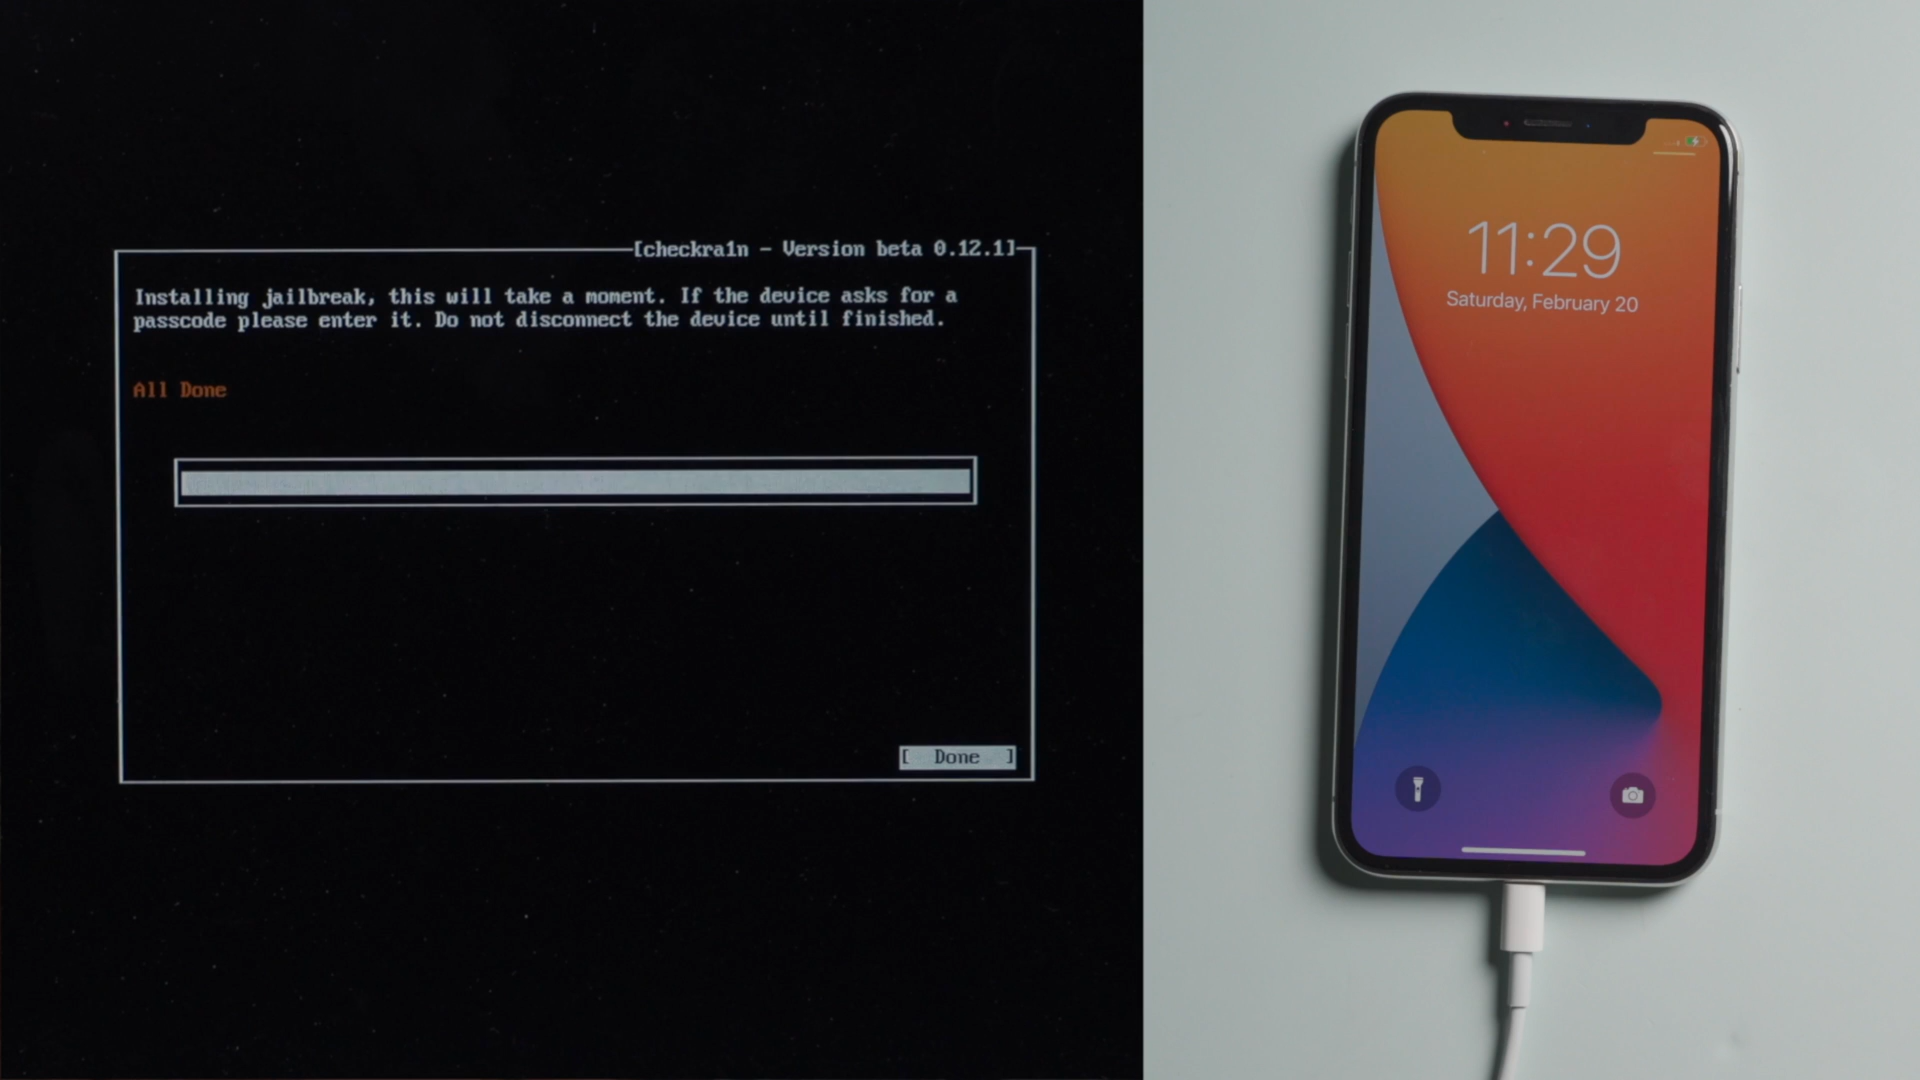 [checkra1n - Version beta 0.12.1]
Installing jailbreak, this will take a moment. If the device asks for a
passcode please enter it. Do not disconnect the device until finished.
All Done
[ Done ]
11:29
Saturday, February 20